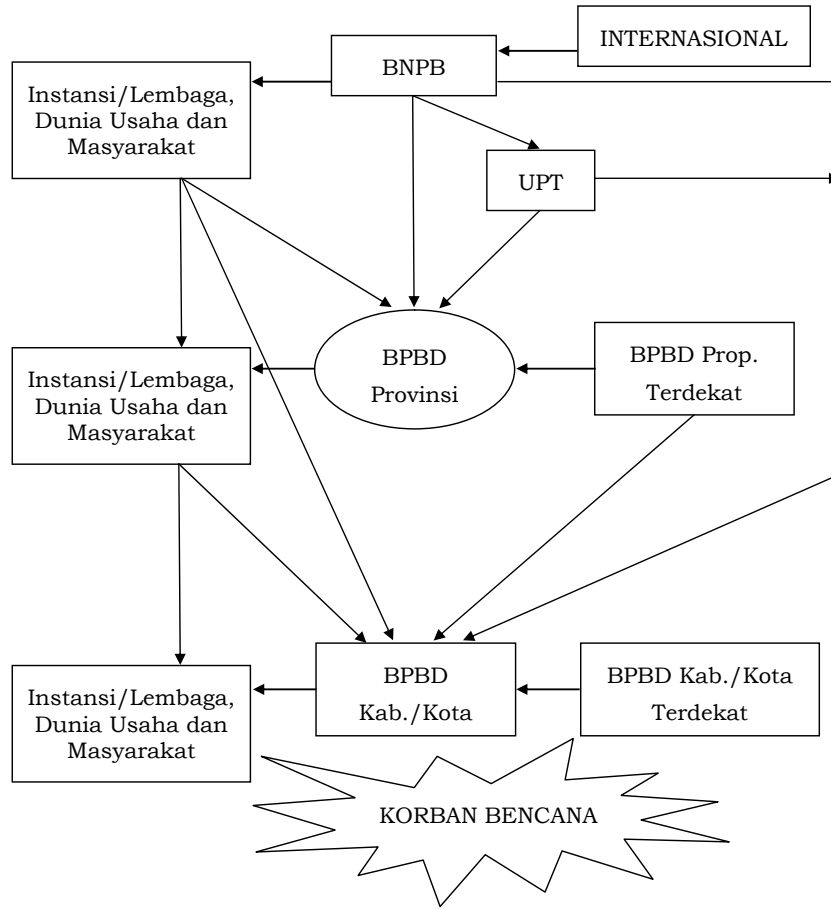 INTERNASIONAL
BNPB
Instansi/Lembaga,
Dunia Usaha dan
Masyarakat
UPT
BPBD
Provinsi
BPBD Prop.
Terdekat
Instansi/Lembaga,
Dunia Usaha dan
Masyarakat
BPBD
Kab./Kota
BPBD Kab./Kota
Terdekat
Instansi/Lembaga,
Dunia Usaha dan
Masyarakat
KORBAN BENCANA